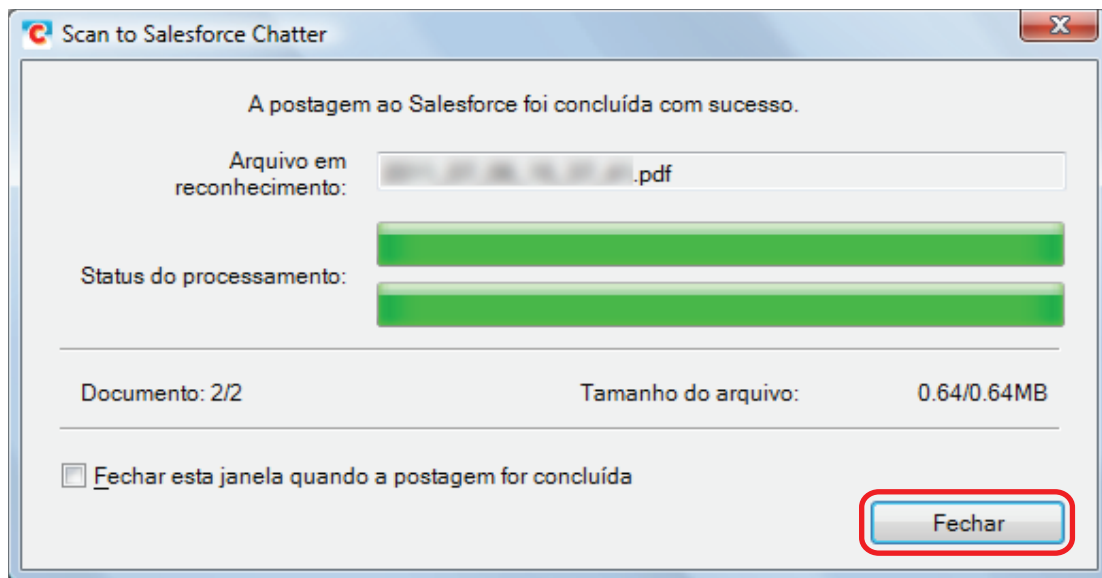 Scan to Salesforce Chatter
A postagem ao Salesforce foi concluída com sucesso.
Arquivo em
reconhecimento:
.pdf
Status do processamento:
Documento: 2/2 Tamanho do arquivo: 0.64/0.64MB
Fechar esta janela quando a postagem for concluída
Fechar